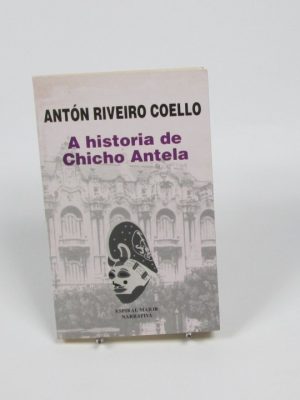 ANTÓN RIVEIRO COELLO
A historia de
Chicho Antela
ESPIRAL MAIOR
NARRATIVA